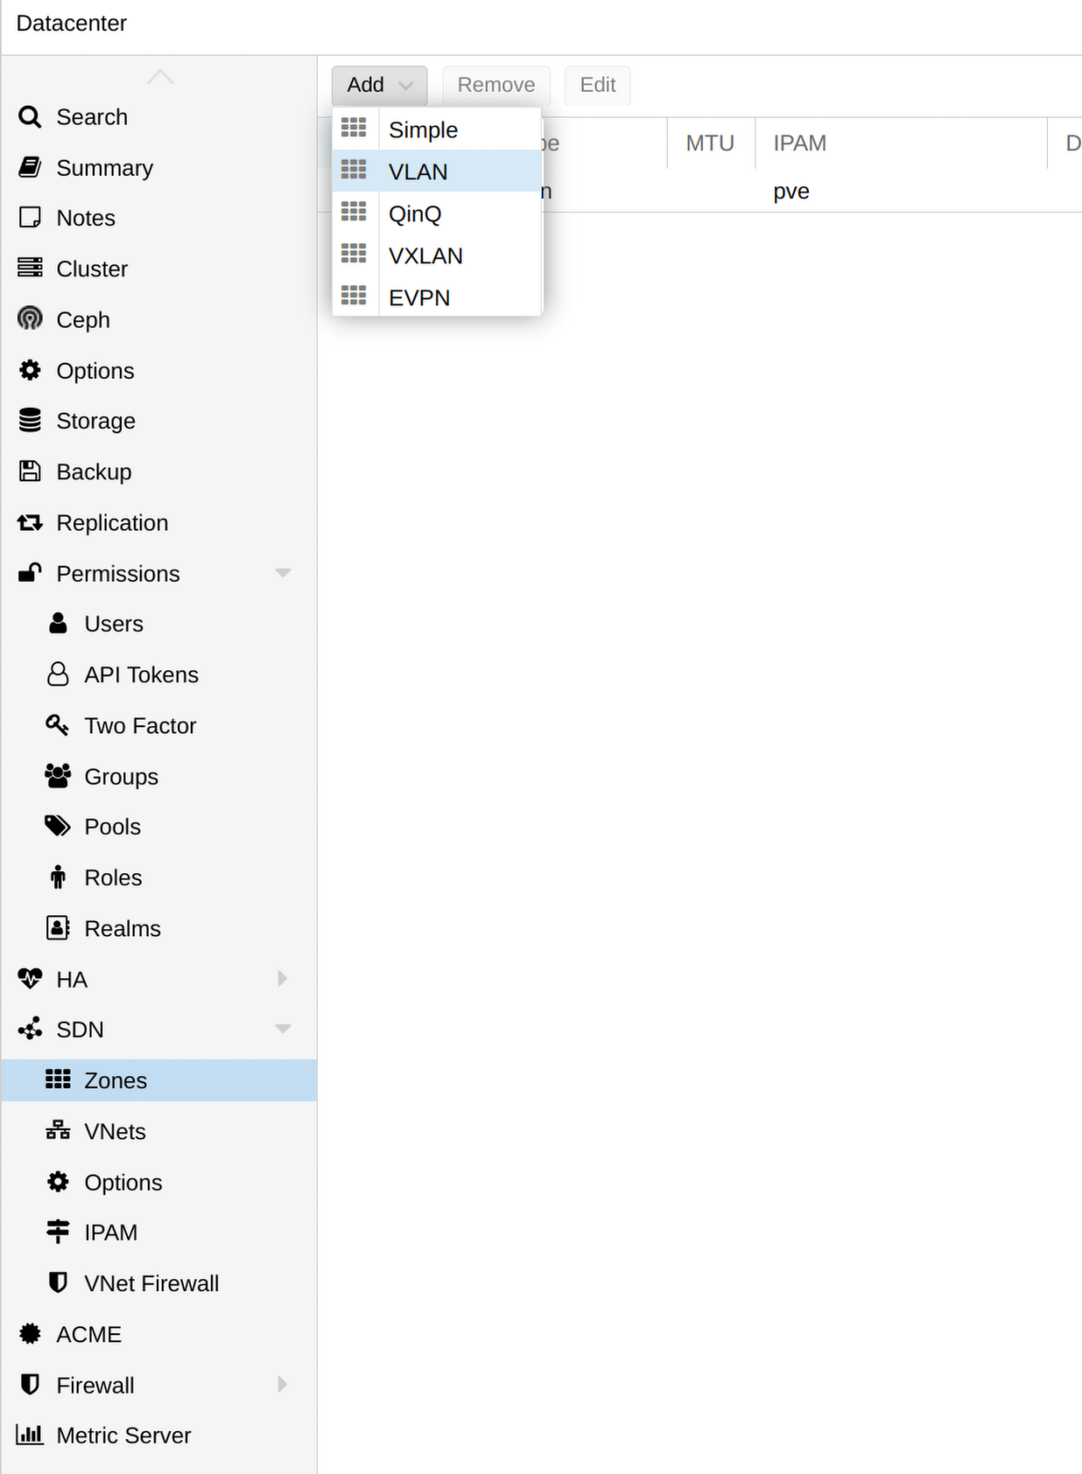 Datacenter
Add Remove Edit
Search
Summary
Notes
Cluster
Ceph
Options
Storage
Backup
Replication
Permissions
Users
API Tokens
Two Factor
Groups
Pools
Roles
Realms
HA
SDN
Zones
VNets
Options
IPAM
VNet Firewall
ACME
Firewall
Metric Server
Simple
VLAN
QinQ
VXLAN
EVPN
MTU IPAM
pve